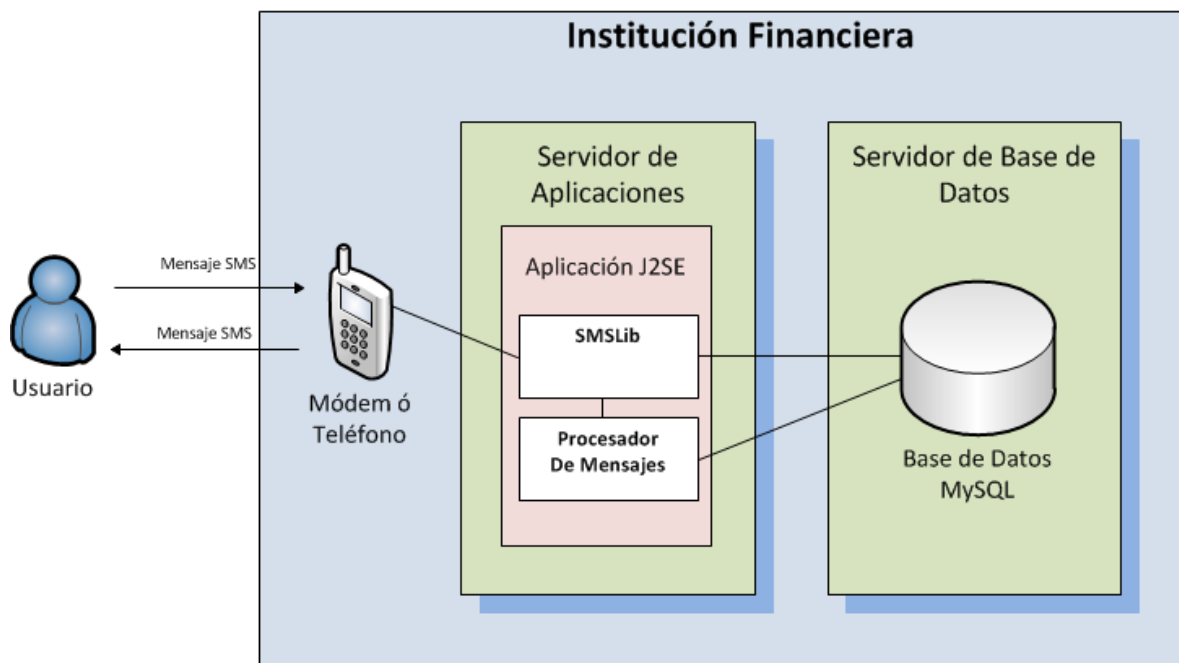 Institución Financiera
Servidor de
Aplicaciones
Servidor de Base de
Datos
Aplicación J2SE
Mensaje SMS
SMSLib
Mensaje SMS
Usuario
Módem ó
Teléfono
Procesador
De Mensajes
Base de Datos
MySQL